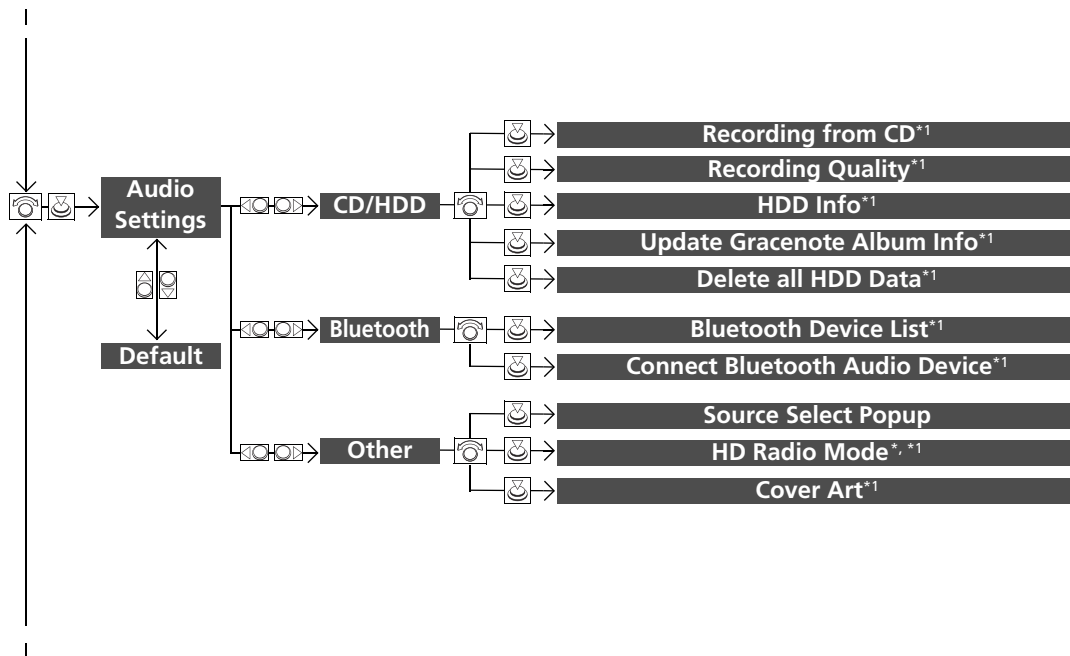 Audio
Settings
Default
CD/HDD
Recording from CD*1
Recording Quality*1
HDD Info*1
Update Gracenote Album Info*1
Delete all HDD Data*1
Bluetooth
Bluetooth Device List*1
Connect Bluetooth Audio Device*1
Other
Source Select Popup
HD Radio Mode*, *1
Cover Art*1